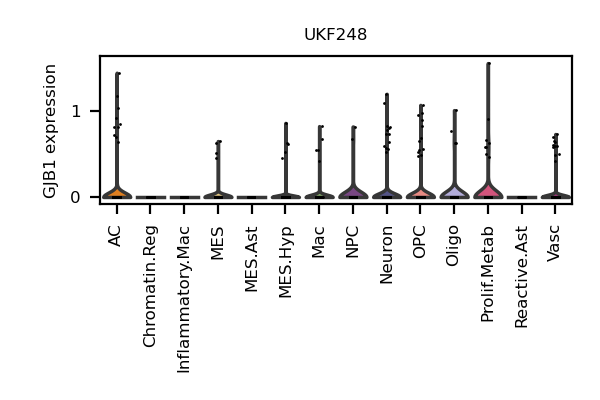 UKF248
GJB1 expression
1
0
AC
Chromatin.Reg
Inflammatory.Mac
MES
MES.Ast
MES.Hyp
Mac
NPC
Neuron
OPC
Oligo
Prolif.Metab
Reactive.Ast
Vasc